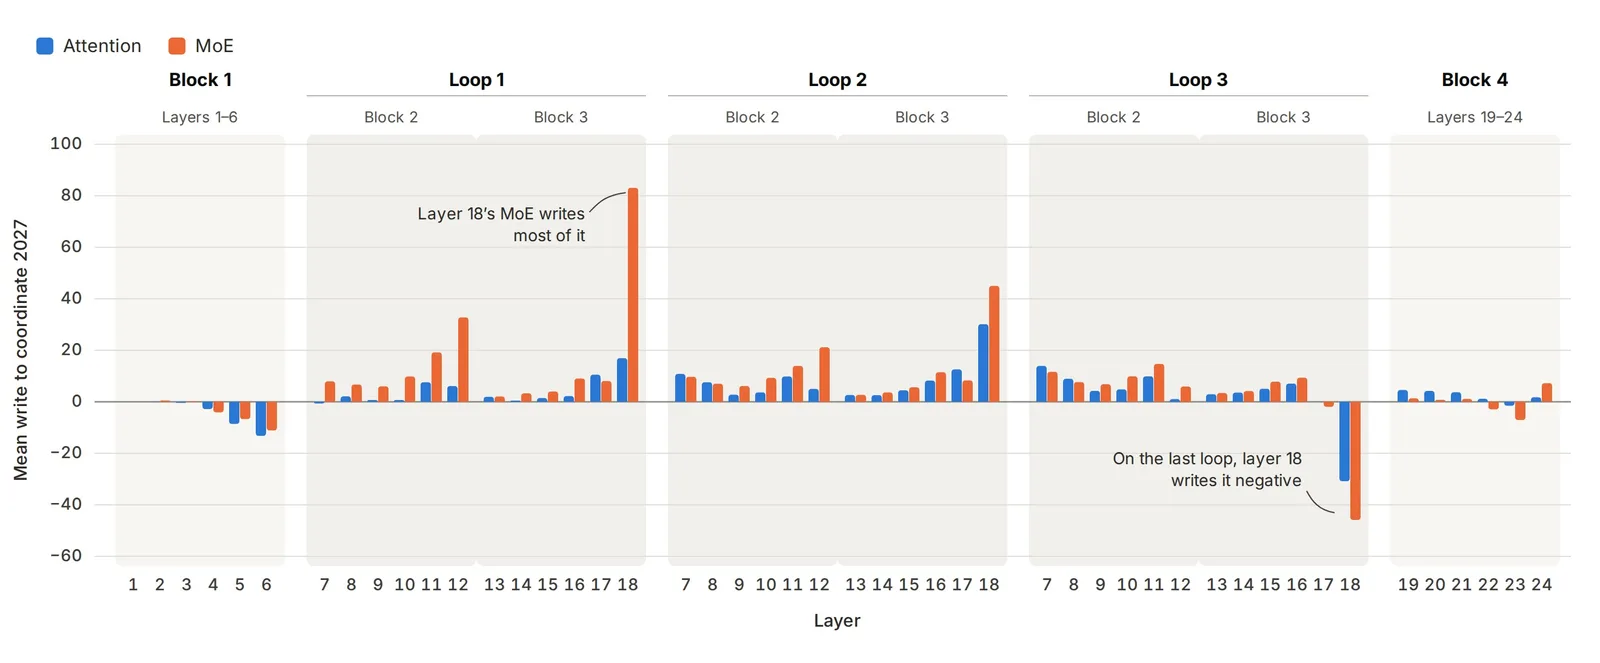 Attention MoE
Block 1 Loop 1 Loop 2 Loop 3 Block 4
Layers 1–6 Block 2 Block 3 Block 2 Block 3 Block 2 Block 3 Layers 19–24
100
80
60
40
20
0
−20
−40
−60
Mean write to coordinate 2027
Layer 18’s MoE writes
most of it
On the last loop, layer 18
writes it negative
1 2 3 4 5 6 7 8 9 10 11 12 13 14 15 16 17 18 7 8 9 10 11 12 13 14 15 16 17 18 7 8 9 10 11 12 13 14 15 16 17 18 19 20 21 22 23 24
Layer